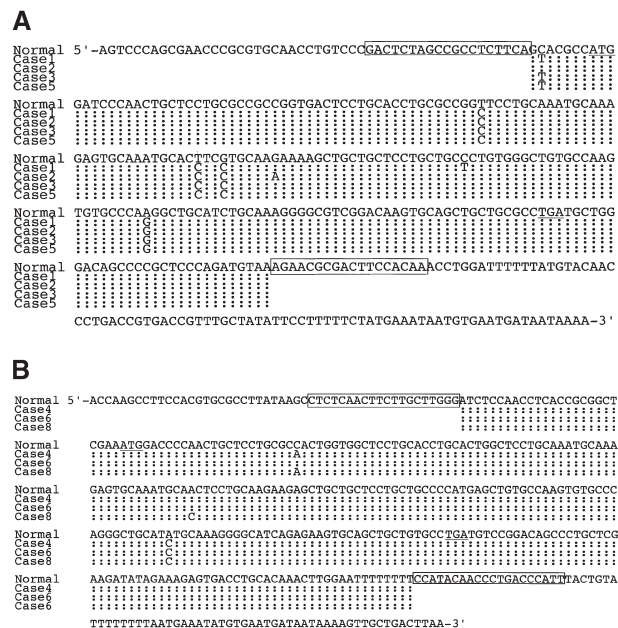 A
Normal 5'-AGTCCCAGCGAACCCGCGTGCAACCTGTCCCGACTCTAGCCGCCTCTTCAGCACGCCATG
Case1 T
Case2
Case3 T
Case5 T
Normal GATCCCAACTGCTCCTGCGCCGCCGGTGACTCCTGCACCTGCGCCGGTTCCTGCAAATGCAAA
Case1 C
Case2 C
Case3 C
Case5 C
Normal GAGTGCAAATGCACTTCGTGCAAGAAAAGCTGCTGCTCCTGCTGCCCTGTGGGCTGTGCCAAG
Case1 C C T
Case2 C C A
Case3 C C
Case5 C C
Normal TGTGCCCAAGGCTGCATCTGCAAAGGGGCGTCGGACAAGTGCAGCTGCTGCGCCTGATGCTGG
Case1 G
Case2 G
Case3 G
Case5 G
Normal GACAGCCCCGCTCCCAGATGTAAAGAACGCGACTTCCACAAACCTGGATTTTTTATGTACAAC
Case1
Case2
Case3
Case5
CCTGACCGTGACCGTTTGCTATATTCCTTTTTCTATGAAATAATGTGAATGATAATAAAA-3'
B
Normal 5'-ACCAAGCCTTCCACGTGCGCCTTATAAGCCTCTCAACTTCTTGCTTGGGATCTCCAACCTCACCGCGGCT
Case4
Case6
Case8
Normal CGAAATGGACCCCAACTGCTCCTGCGCCACTGGTGGCTCCTGCACCTGCACTGGCTCCTGCAAATGCAAA
Case4 A
Case6
Case8 A
Normal GAGTGCAAATGCAACTCCTGCAAGAAGAGCTGCTGCTCCTGCTGCCCCATGAGCTGTGCCAAGTGTGCCC
Case4
Case6
Case8 C
Normal AGGGCTGCATATGCAAAGGGGCATCAGAGAAGTGCAGCTGCTGTGCCTGATGTCCGGACAGCCCTGCTCG
Case4 C
Case6 C
Case8 C
Normal AAGATATAGAAAGAGTGACCTGCACAAACTTGGAATTTTTTTTCCATACAACCCTGACCCATTTACTGTA
Case4
Case6
Case6
TTTTTTTTAATGAAATATGTGAATGATAATAAAAGTTGCTGACTTAA-3'